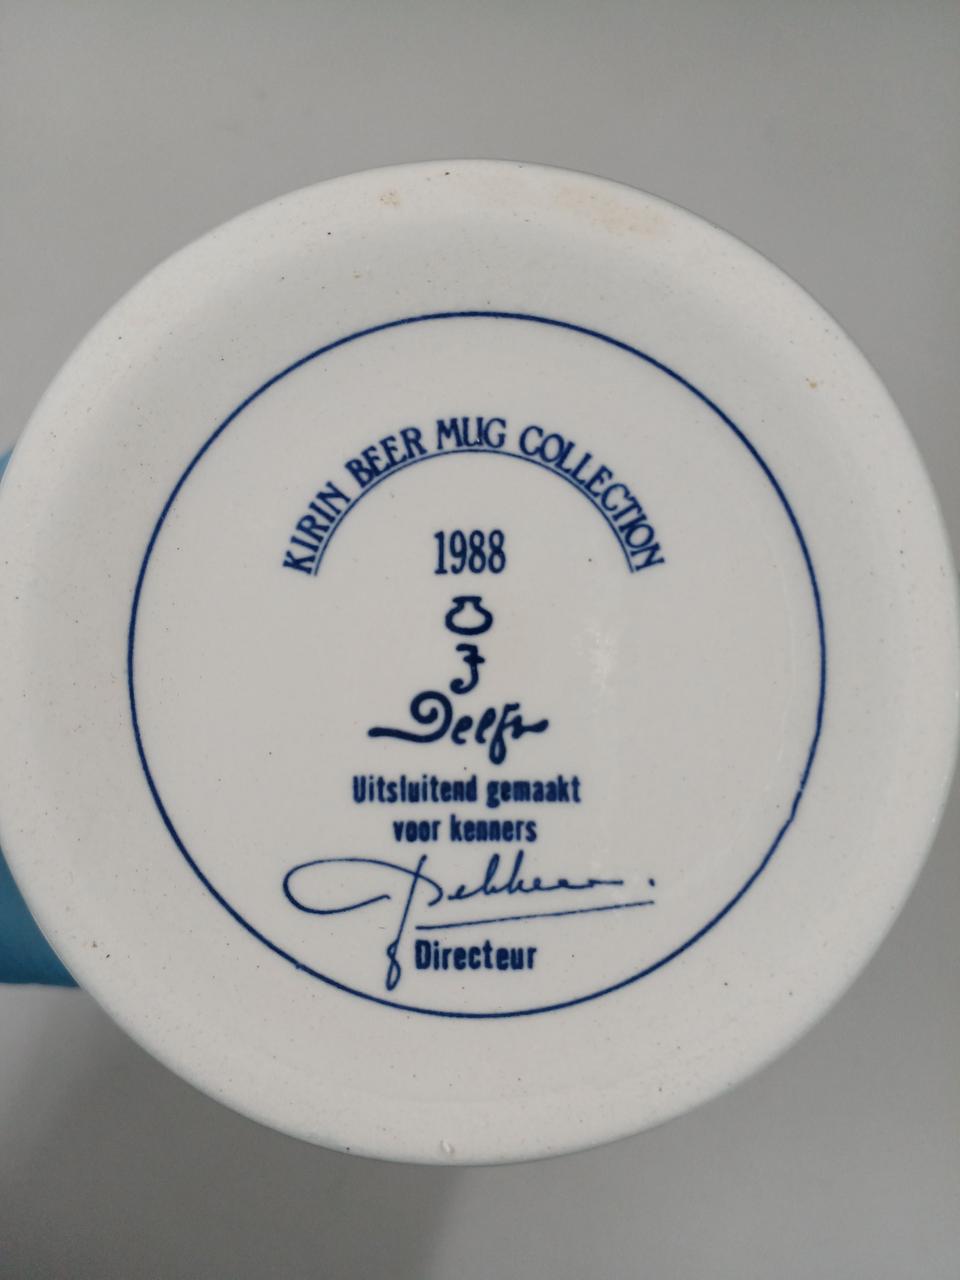 KIRIN BEER MUG COLLECTION
1988
Delft
Uitsluitend gemaakt
voor kenners
Directeur